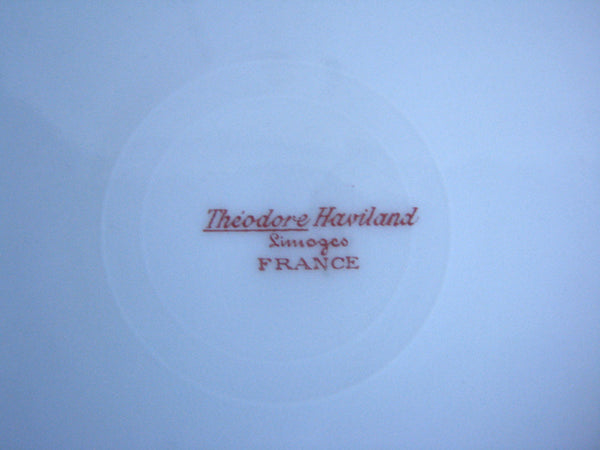 Théodore Haviland
Limoges
FRANCE